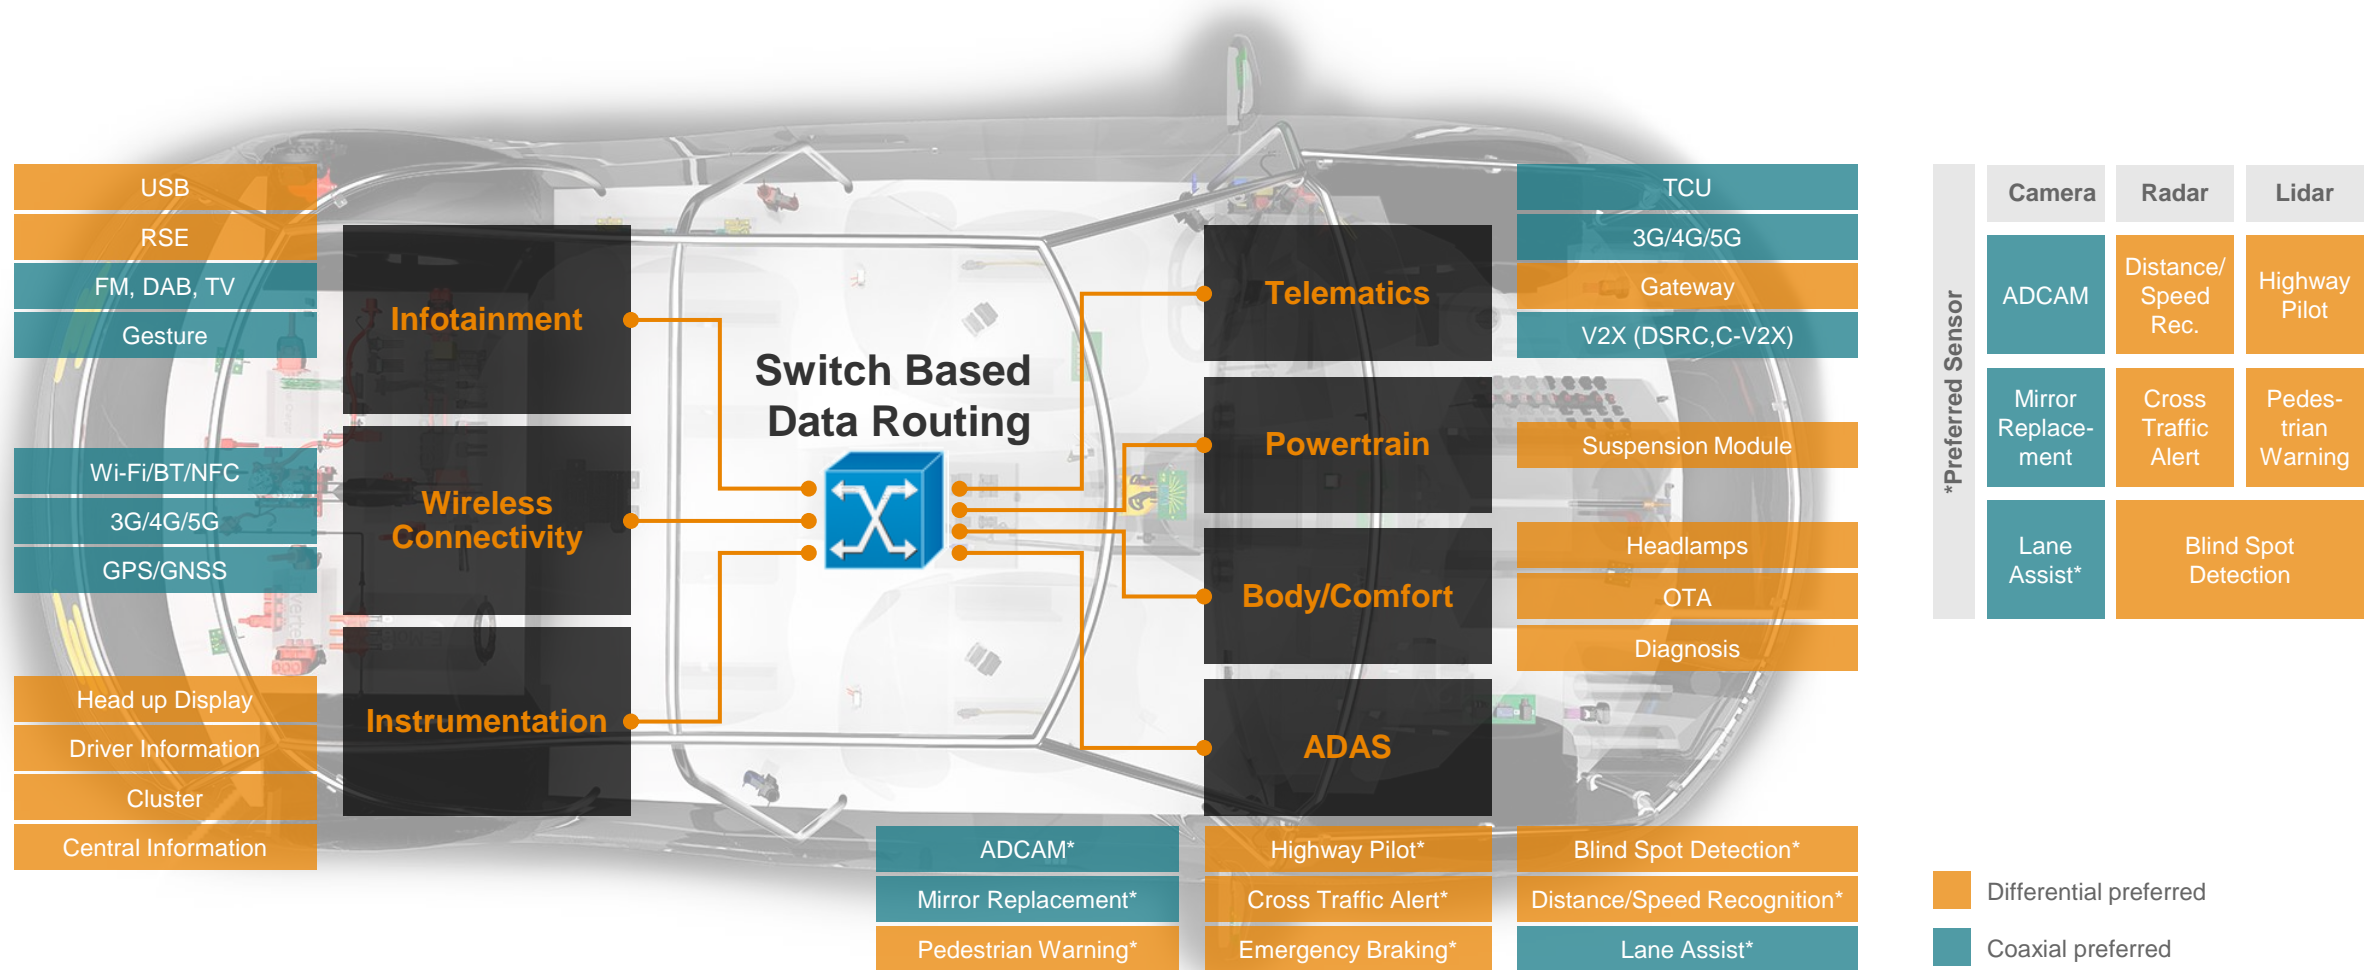 USB
RSE
FM, DAB, TV
Gesture
Infotainment
Wi-Fi/BT/NFC
3G/4G/5G
GPS/GNSS
Wireless
Connectivity
Head up Display
Driver Information
Cluster
Central Information
Instrumentation
Switch Based
Data Routing
Telematics
TCU
3G/4G/5G
Gateway
V2X (DSRC,C-V2X)
Powertrain
Suspension Module
Body/Comfort
Headlamps
OTA
Diagnosis
ADAS
ADCAM*
Highway Pilot*
Blind Spot Detection*
Mirror Replacement*
Cross Traffic Alert*
Distance/Speed Recognition*
Pedestrian Warning*
Emergency Braking*
Lane Assist*
*Preferred Sensor
Camera
Radar
Lidar
ADCAM
Distance/
Speed
Rec.
Highway
Pilot
Mirror
Replace-
ment
Cross
Traffic
Alert
Pedes-
trian
Warning
Lane
Assist*
Blind Spot
Detection
Differential preferred
Coaxial preferred